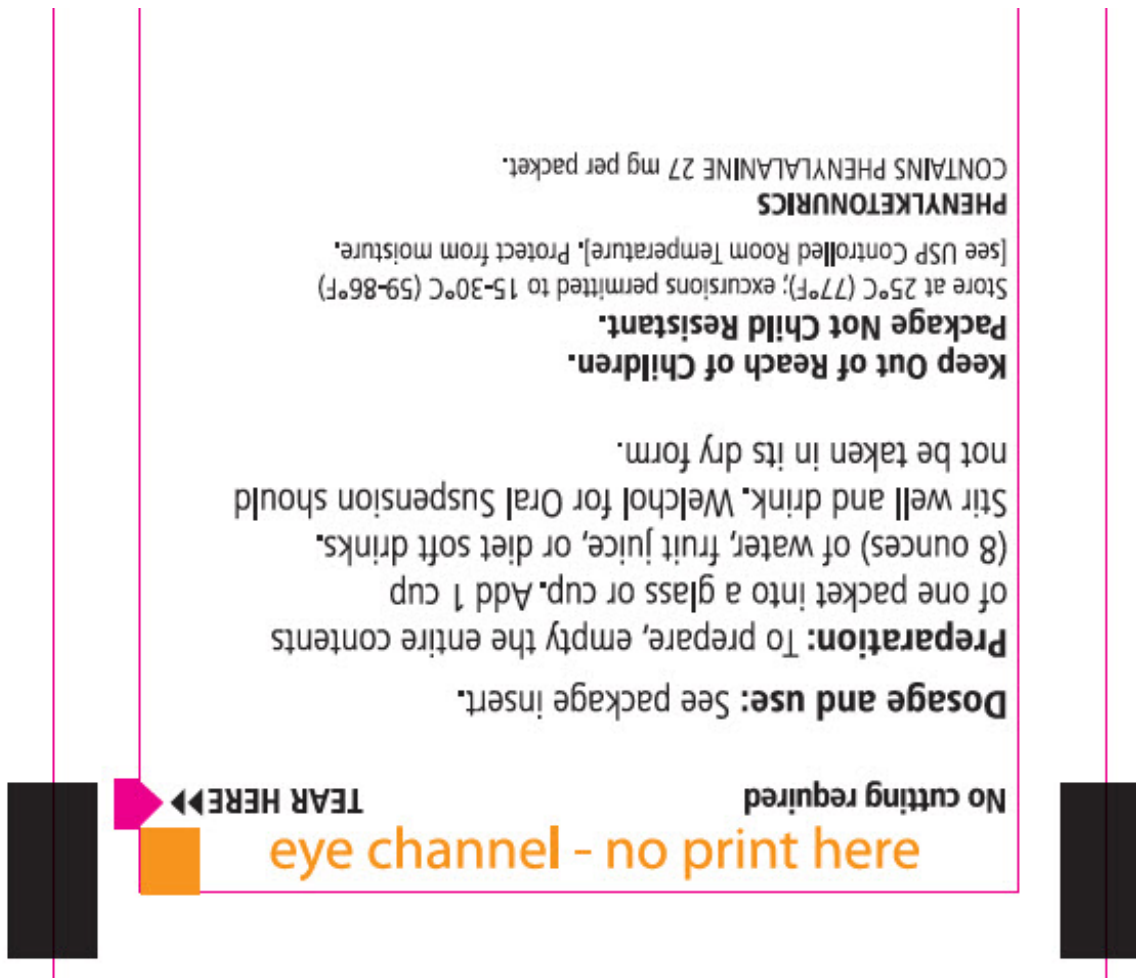 No cutting required TEAR HERE▶▶
Dosage and use: See package insert.
Preparation: To prepare, empty the entire contents
of one packet into a glass or cup. Add 1 cup
(8 ounces) of water, fruit juice, or diet soft drinks.
Stir well and drink. Welchol for Oral Suspension should
not be taken in its dry form.
Keep Out of Reach of Children.
Package Not Child Resistant.
Store at 25°C (77°F); excursions permitted to 15-30°C (59-86°F)
[see USP Controlled Room Temperature]. Protect from moisture.
PHENYLKETONURICS
CONTAINS PHENYLALANINE 27 mg per packet.
eye channel - no print here